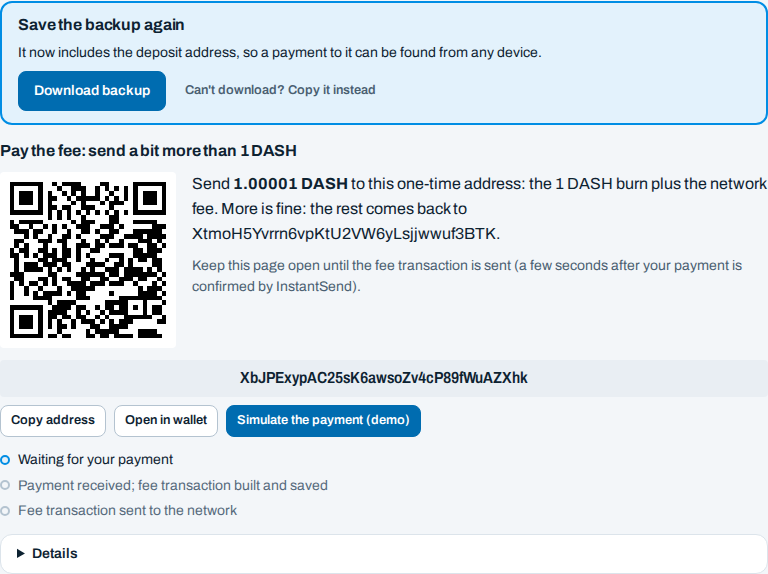 Save the backup again
It now includes the deposit address, so a payment to it can be found from any device.
Download backup
Can't download? Copy it instead
Pay the fee: send a bit more than 1 DASH
Send 1.00001 DASH to this one-time address: the 1 DASH burn plus the network
fee. More is fine: the rest comes back to
XtmoH5Yvrrn6vpKtU2VW6yLsjjwwuf3BTK.
Keep this page open until the fee transaction is sent (a few seconds after your payment is
confirmed by InstantSend).
XbJPExypAC25sK6awsoZv4cP89fWuAZXhk
Copy address
Open in wallet
Simulate the payment (demo)
Waiting for your payment
Payment received; fee transaction built and saved
Fee transaction sent to the network
Details